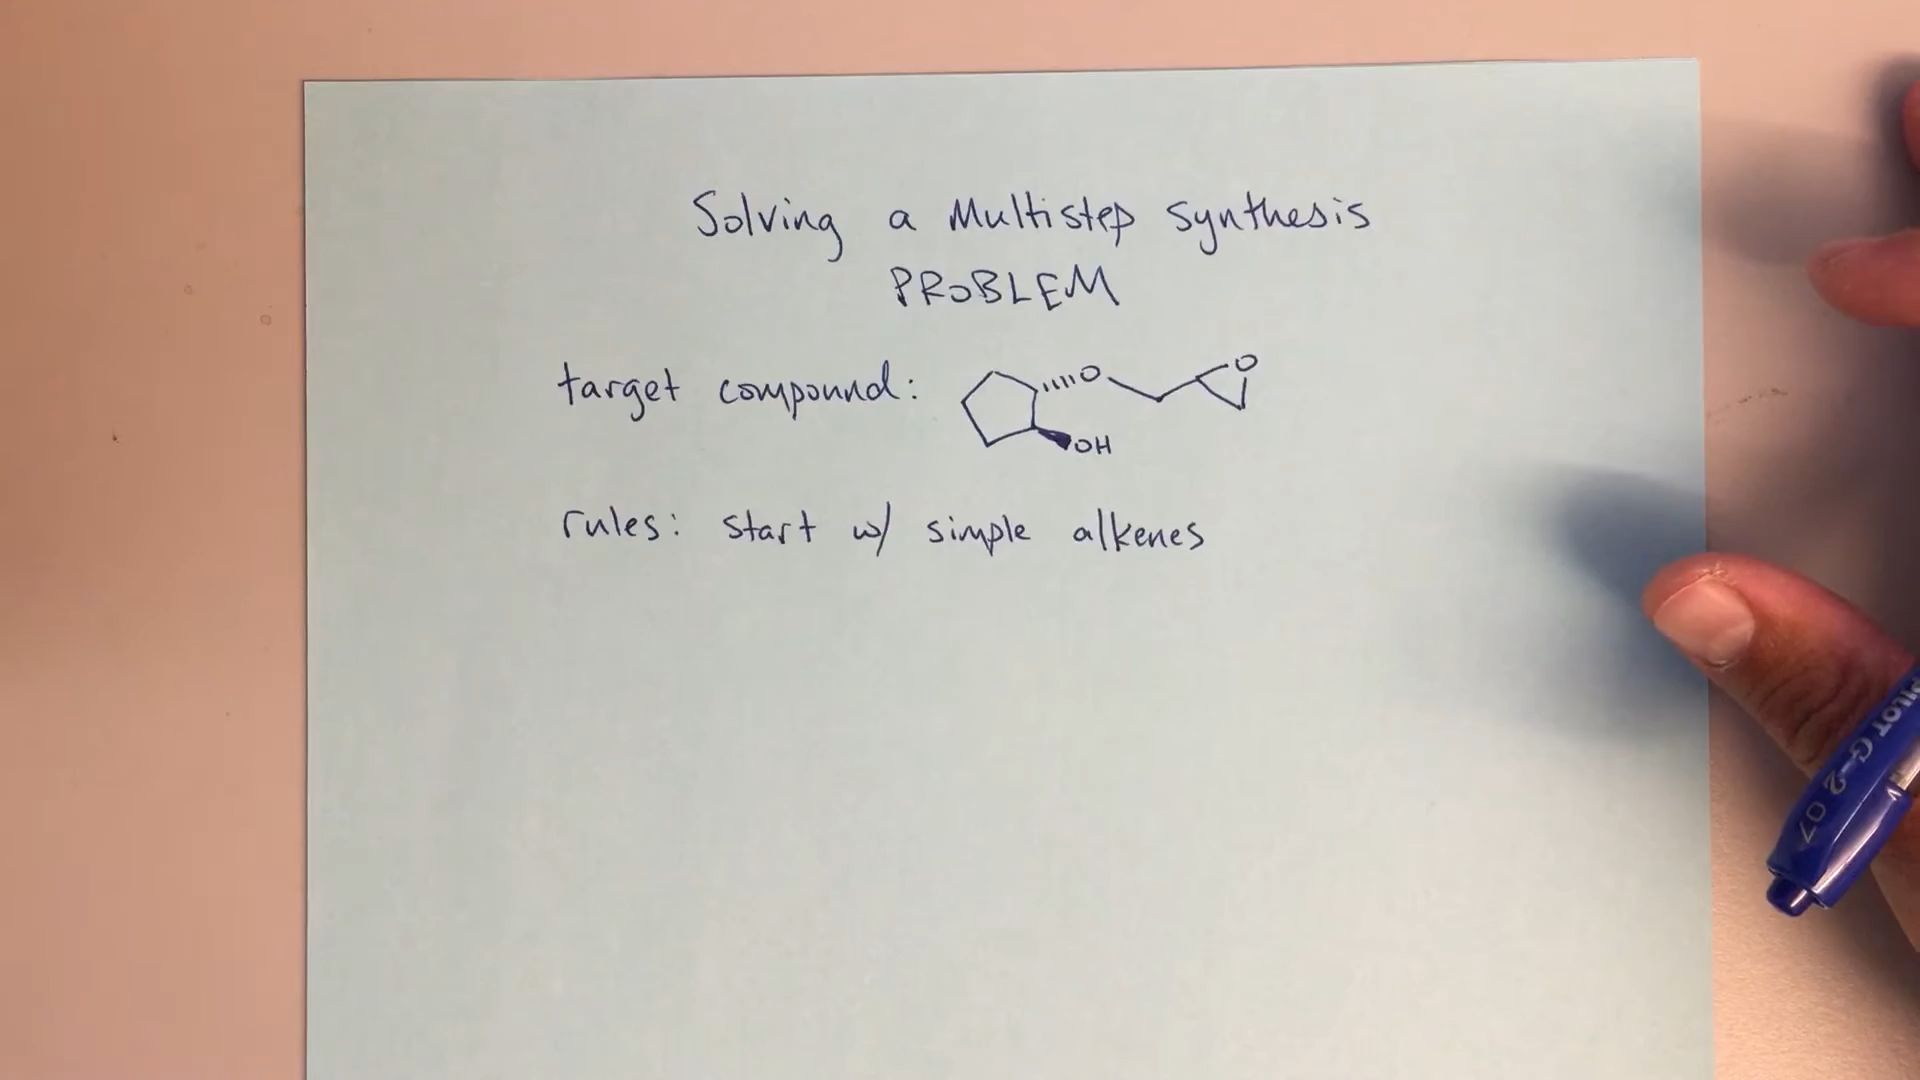 Solving a Multistep Synthesis
PROBLEM
target compound:
O
O
OH
rules: start w/ simple alkenes
PILOT G-2 07